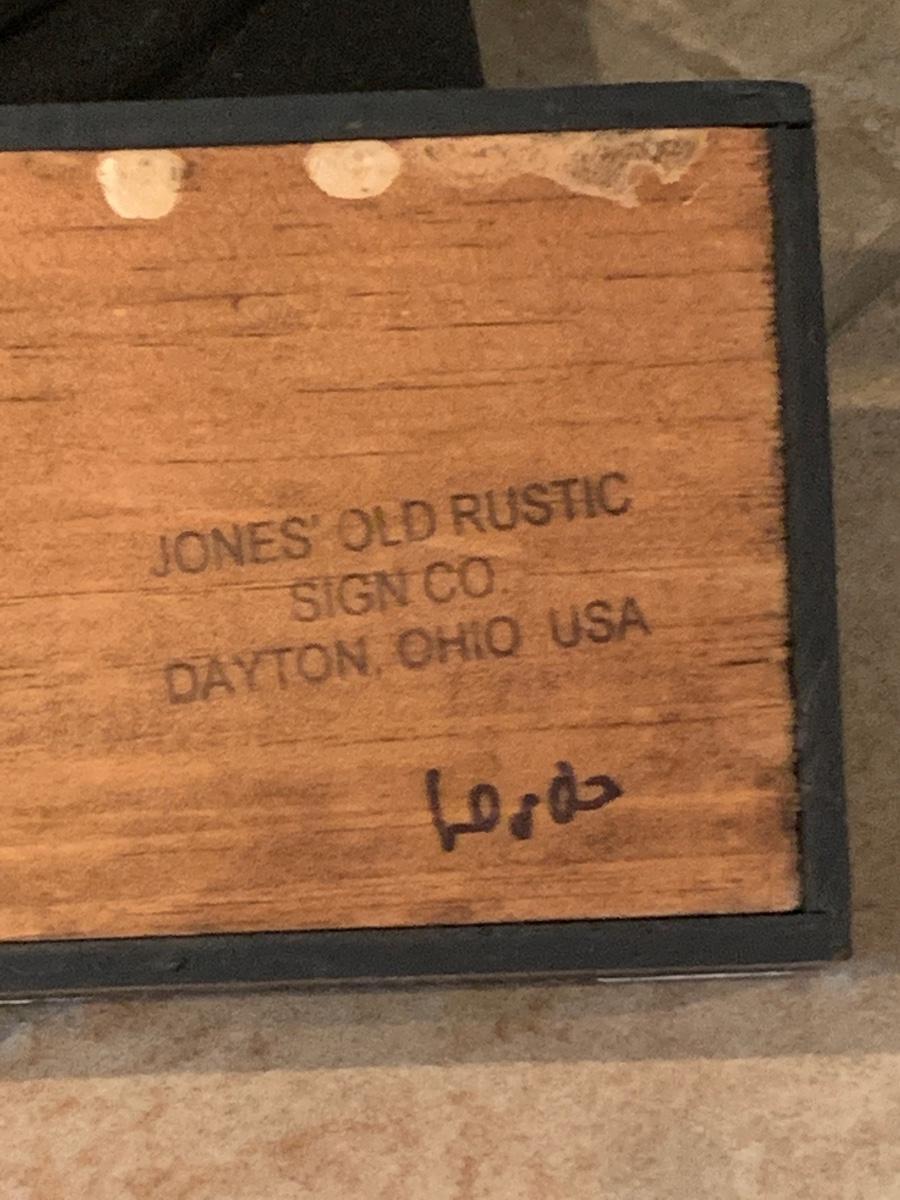 JONES' OLD RUSTIC
SIGN CO.
DAYTON, OHIO USA